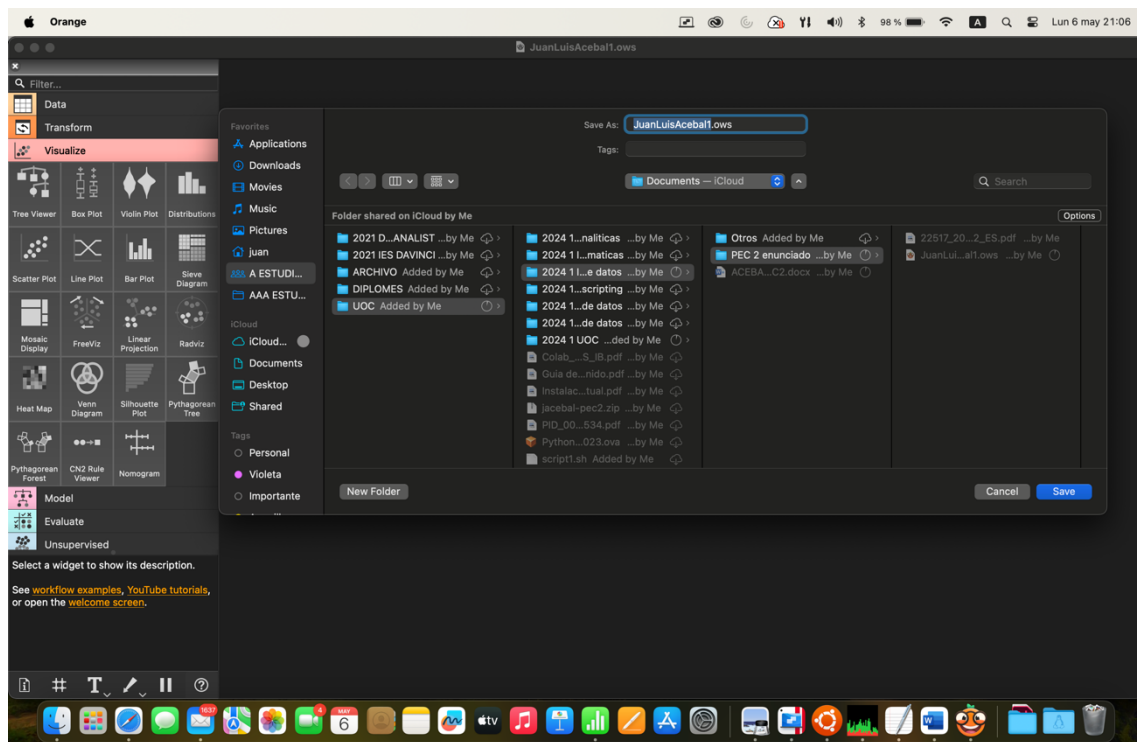 Orange
98 %
A
Lun 6 may 21:06
JuanLuisAcebal1.ows
Filter...
Data
Transform
Visualize
Tree Viewer
Box Plot
Violin Plot
Distributions
Scatter Plot
Line Plot
Bar Plot
Sieve
Diagram
Mosaic
Display
FreeViz
Linear
Projection
Radviz
Heat Map
Venn
Diagram
Silhouette
Plot
Pythagorean
Tree
Pythagorean
Forest
CN2 Rule
Viewer
Nomogram
Model
Evaluate
Unsupervised
Select a widget to show its description.
See workflow examples, YouTube tutorials,
or open the welcome screen.
Favorites
Applications
Downloads
Movies
Music
Pictures
juan
A ESTUDI...
AAA ESTU...
iCloud
iCloud...
Documents
Desktop
Shared
Tags
Personal
Violeta
Importante
Save As: JuanLuisAcebal1.ows
Tags:
Documents — iCloud
Search
Folder shared on iCloud by Me
Options
2021 D...ANALIST ...by Me
2021 IES DAVINCI ...by Me
ARCHIVO Added by Me
DIPLOMES Added by Me
UOC Added by Me
2024 1...naliticas ...by Me
2024 1 l...maticas ...by Me
2024 1 l...e datos ...by Me
2024 1...scripting ...by Me
2024 1...de datos ...by Me
2024 1...de datos ...by Me
2024 1 UOC ...ded by Me
Colab_...S_IB.pdf ...by Me
Guia de...nido.pdf ...by Me
Instalac...tual.pdf ...by Me
jacebal-pec2.zip ...by Me
PID_00...534.pdf ...by Me
Python...023.ova ...by Me
script1.sh Added by Me
Otros Added by Me
PEC 2 enunciado ...by Me
ACEBA...C2.docx ...by Me
22517_20...2_ES.pdf ...by Me
JuanLui...al1.ows ...by Me
New Folder
Cancel
Save
1637
4
MAY
6
tv